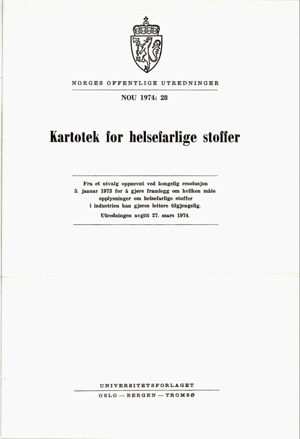 NORGES OFFENTLIGE UTREDNINGER
NOU 1974: 28
Kartotek for helsefarlige stoffer
Fra et utvalg oppnevnt ved kongelig resolusjon
5. januar 1973 for å gjøre framlegg om hvilken måte
opplysninger om helsefarlige stoffer
i industrien kan gjøres lettere tilgjengelig.
Utredningen avgitt 27. mars 1974.
UNIVERSITETSFORLAGET
OSLO — BERGEN — TROMSØ